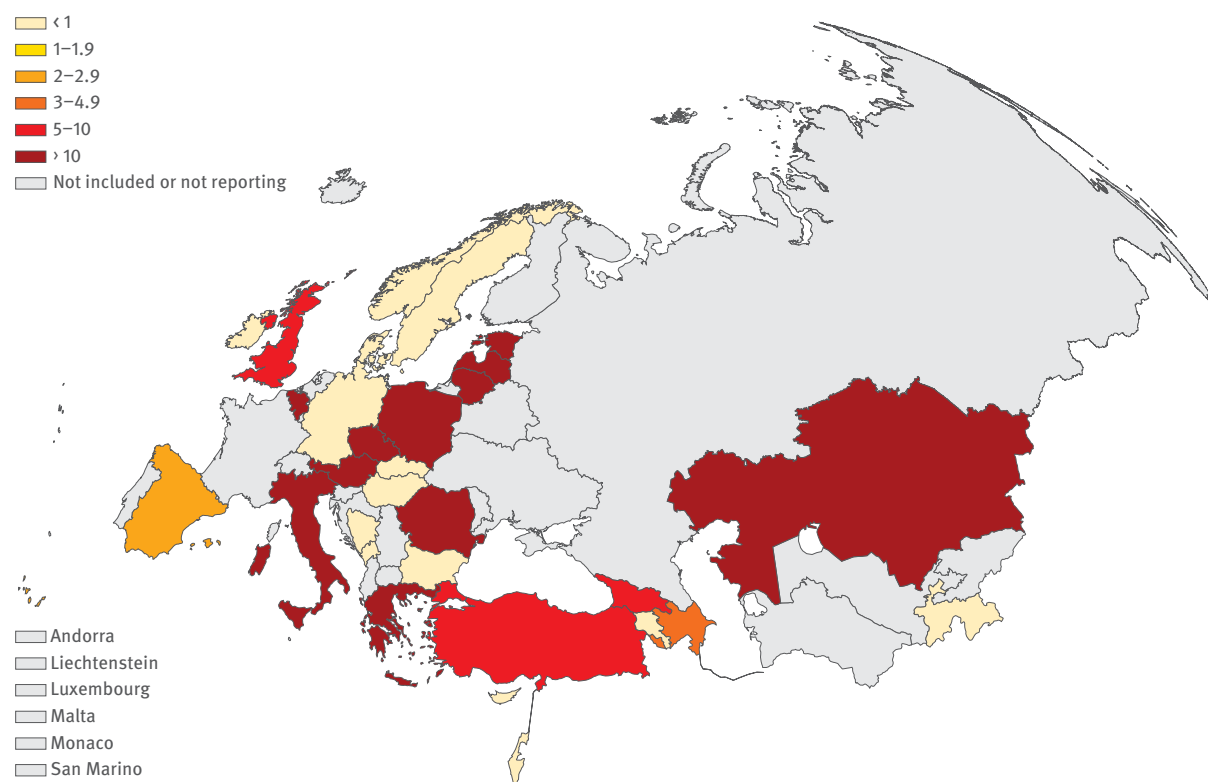 ‹ 1
1–1.9
2–2.9
3–4.9
5–10
› 10
Not included or not reporting
Andorra
Liechtenstein
Luxembourg
Malta
Monaco
San Marino